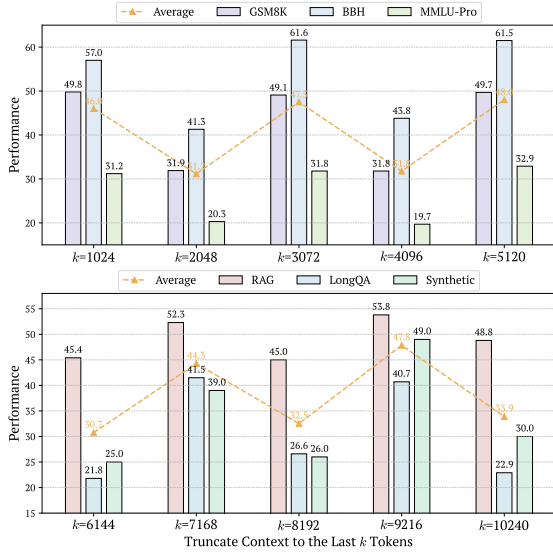 Average GSM8K BBH MMLU-Pro
Performance
60
50
40
30
20
49.8 57.0 31.2
31.9 41.3 20.3
49.1 61.6 31.8
31.8 43.8 19.7
49.7 61.5 32.9
46.0
k=1024 k=2048 k=3072 k=4096 k=5120
Average RAG LongQA Synthetic
Performance
55
50
45
40
35
30
25
20
15
45.4 21.8 25.0
52.3 41.5 39.0
45.0 26.6 26.0
53.8 40.7 49.0
48.8 22.9 30.0
30.7 44.3 32.5 47.8 33.9
k=6144 k=7168 k=8192 k=9216 k=10240
Truncate Context to the Last k Tokens